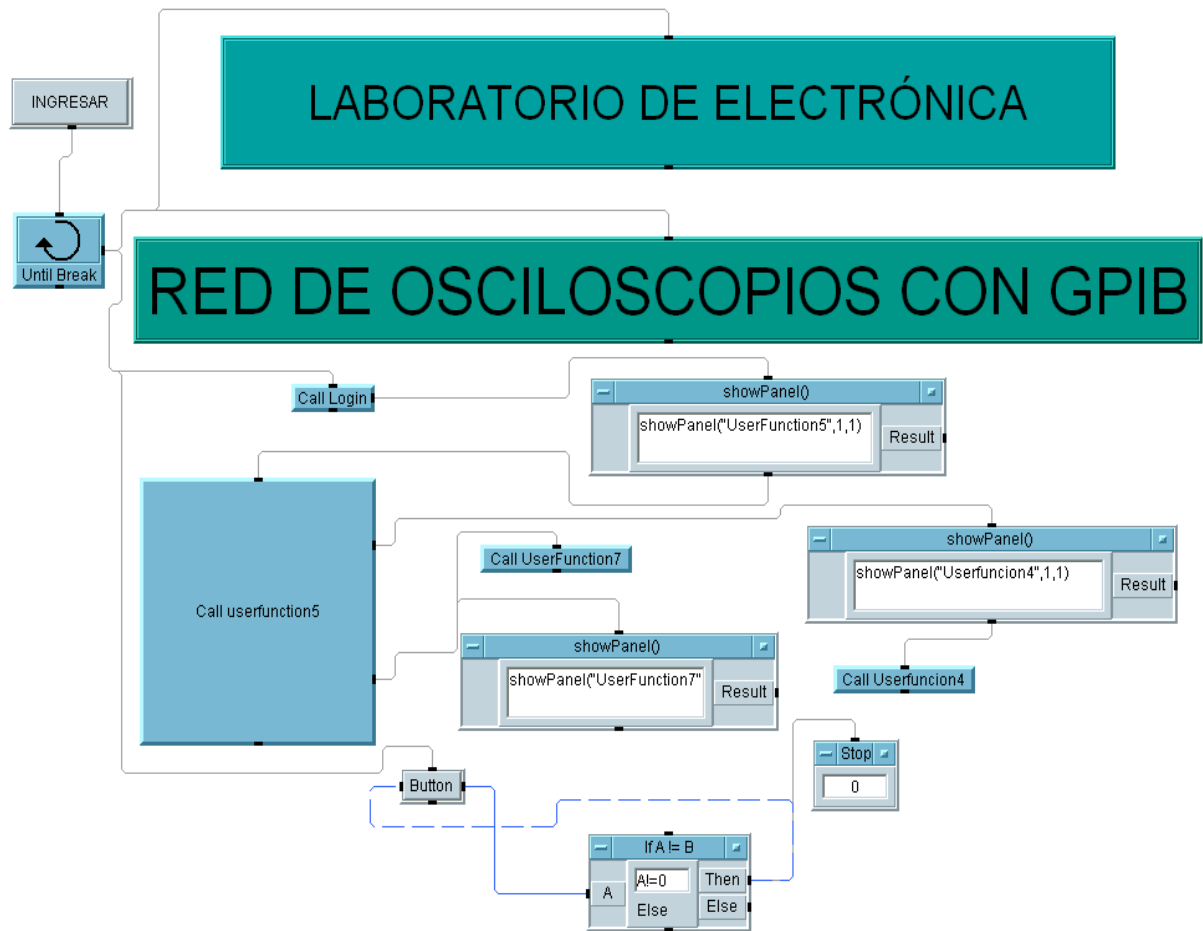 LABORATORIO DE ELECTRÓNICA
INGRESAR
Until Break
RED DE OSCILOSCOPIOS CON GPIB
Call Login
showPanel()
showPanel("UserFunction5",1,1)
Result
Call userfunction5
Call UserFunction7
showPanel()
showPanel("Userfuncion4",1,1)
Result
showPanel()
showPanel("UserFunction7"
Result
Call Userfuncion4
Stop
0
Button
If A != B
A
A!=0
Then
Else
Else